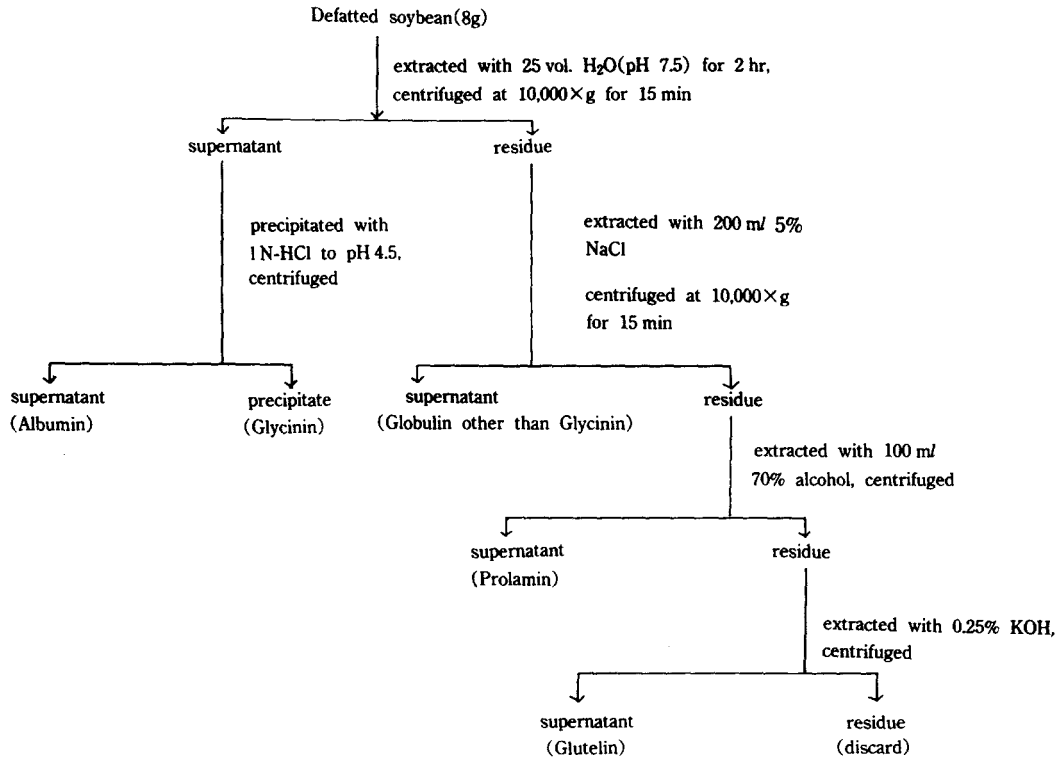 Defatted soybean(8g)
extracted with 25 vol. H₂O(pH 7.5) for 2 hr,
centrifuged at 10,000×g for 15 min
supernatant
residue
precipitated with
1 N-HCl to pH 4.5,
centrifuged
extracted with 200 ml 5%
NaCl
centrifuged at 10,000×g
for 15 min
supernatant
(Albumin)
precipitate
(Glycinin)
supernatant
(Globulin other than Glycinin)
residue
extracted with 100 ml
70% alcohol, centrifuged
supernatant
(Prolamin)
residue
extracted with 0.25% KOH,
centrifuged
supernatant
(Glutelin)
residue
(discard)